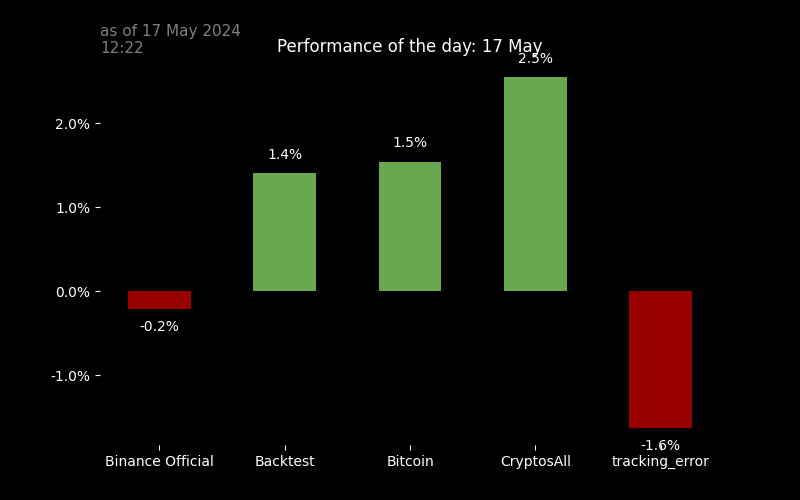 as of 17 May 2024
12:22
Performance of the day: 17 May
2.5%
2.0%
1.5%
1.4%
1.0%
0.0%
-0.2%
-1.0%
-1.6%
Binance Official
Backtest
Bitcoin
CryptosAll
tracking_error